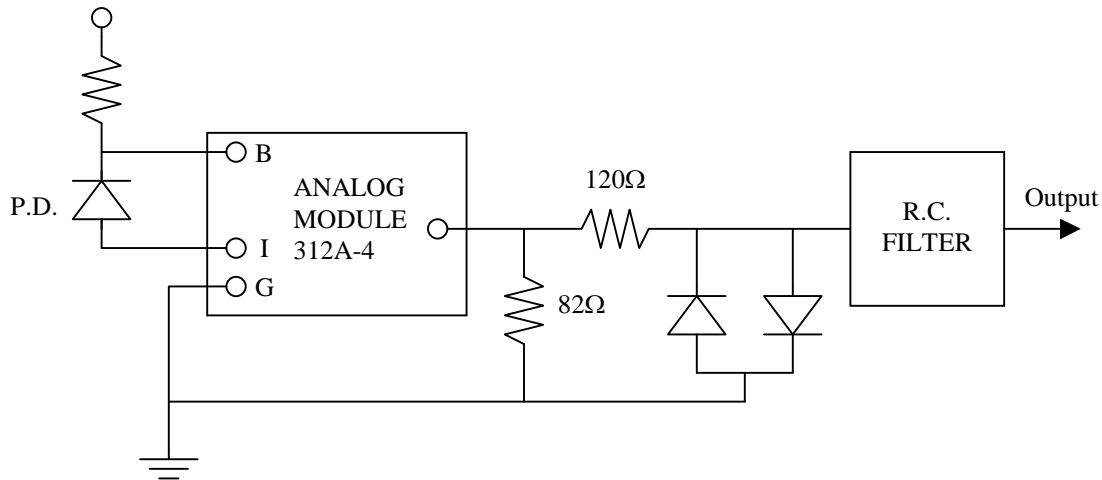 P.D.
B
I
G
ANALOG
MODULE
312A-4
120Ω
82Ω
R.C.
FILTER
Output